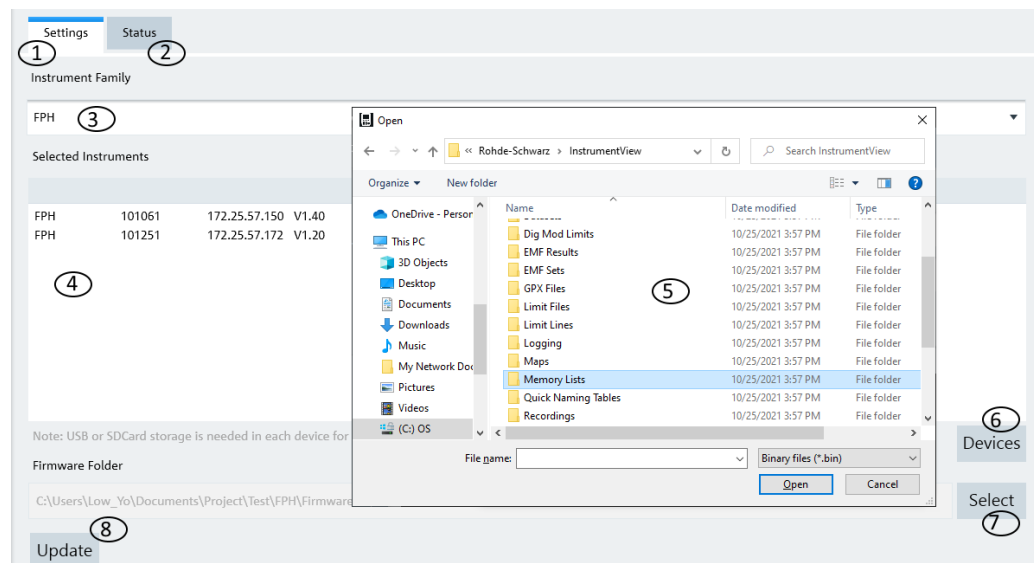 Settings
Status
1
2
Instrument Family
FPH
3
Selected Instruments
FPH 101061 172.25.57.150 V1.40
FPH 101251 172.25.57.172 V1.20
4
Open
« Rohde-Schwarz > InstrumentView
Search InstrumentView
Organize
New folder
?
OneDrive - Person
This PC
3D Objects
Desktop
Documents
Downloads
Music
My Network Doc
Pictures
Videos
(C:) OS
Name Date modified Type
Dig Mod Limits 10/25/2021 3:57 PM File folder
EMF Results 10/25/2021 3:57 PM File folder
EMF Sets 10/25/2021 3:57 PM File folder
GPX Files 10/25/2021 3:57 PM File folder
Limit Files 10/25/2021 3:57 PM File folder
Limit Lines 10/25/2021 3:57 PM File folder
Logging 10/25/2021 3:57 PM File folder
Maps 10/25/2021 3:57 PM File folder
Memory Lists 10/25/2021 3:57 PM File folder
Quick Naming Tables 10/25/2021 3:57 PM File folder
Recordings 10/25/2021 3:57 PM File folder
5
File name:
Binary files (*.bin)
Open
Cancel
Note: USB or SDCard storage is needed in each device for
6
Devices
Firmware Folder
C:\Users\Low_Yo\Documents\Project\Test\FPH\Firmware
Select
7
8
Update